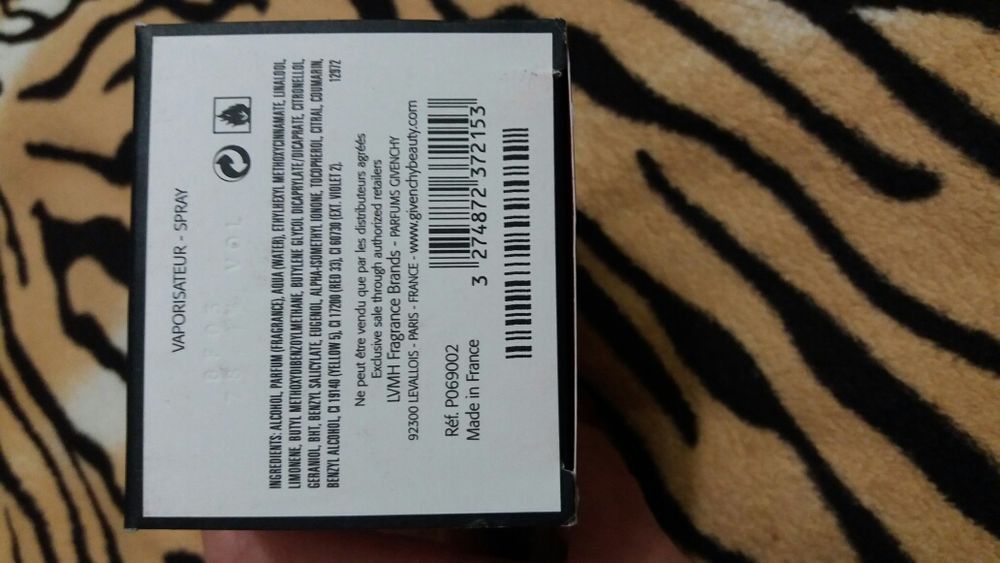 VAPORISATEUR - SPRAY
INGREDIENTS: ALCOHOL, PARFUM (FRAGRANCE), AQUA (WATER), ETHYLHEXYL METHOXYCINNAMATE, LINALOOL,
LIMONENE, BUTYL METHOXYDIBENZOYLMETHANE, BUTYLENE GLYCOL DICAPRYLATE/DICAPRATE, CITRONELLOL,
GERANIOL, BHT, BENZYL SALICYLATE, EUGENOL, ALPHA-ISOMETHYL IONONE, TOCOPHEROL, CITRAL, COUMARIN,
BENZYL ALCOHOL, CI 19140 (YELLOW 5), CI 17200 (RED 33), CI 60730 (EXT. VIOLET 2). 12972
Ne peut être vendu que par les distributeurs agréés
Exclusive sale through authorized retailers
LVMH Fragrance Brands - PARFUMS GIVENCHY
92300 LEVALLOIS - PARIS - FRANCE - www.givenchybeauty.com
Réf. P069002
Made in France
3 274872 372153